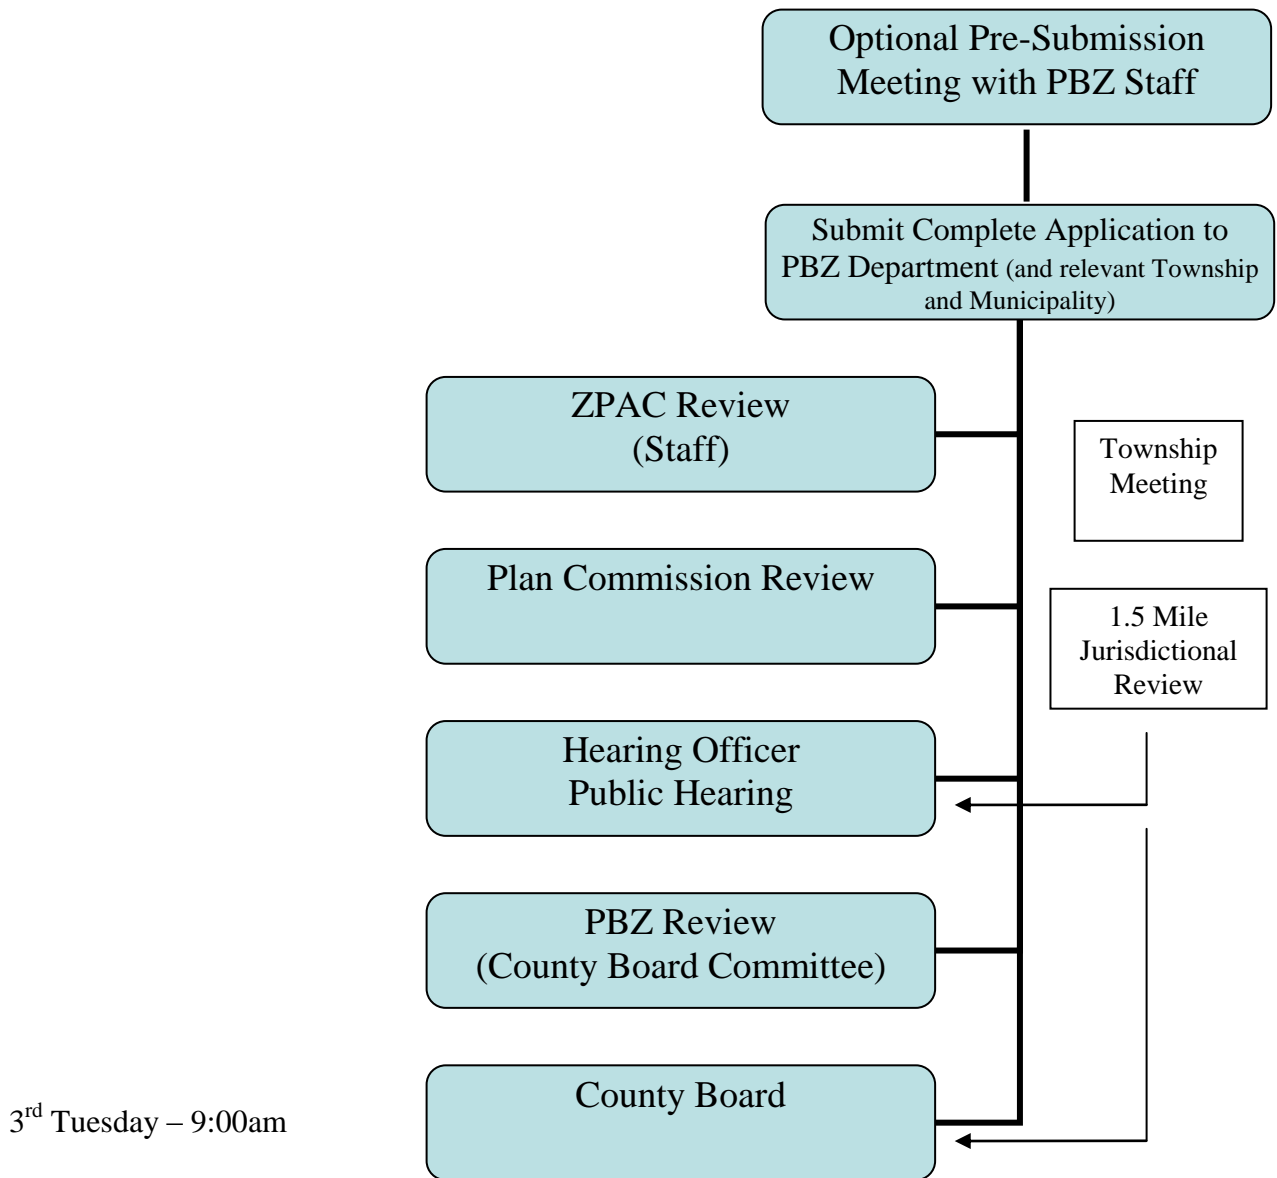 Optional Pre-Submission
Meeting with PBZ Staff
Submit Complete Application to
PBZ Department (and relevant Township
and Municipality)
ZPAC Review
(Staff)
Township
Meeting
Plan Commission Review
1.5 Mile
Jurisdictional
Review
Hearing Officer
Public Hearing
PBZ Review
(County Board Committee)
County Board
3rd Tuesday – 9:00am